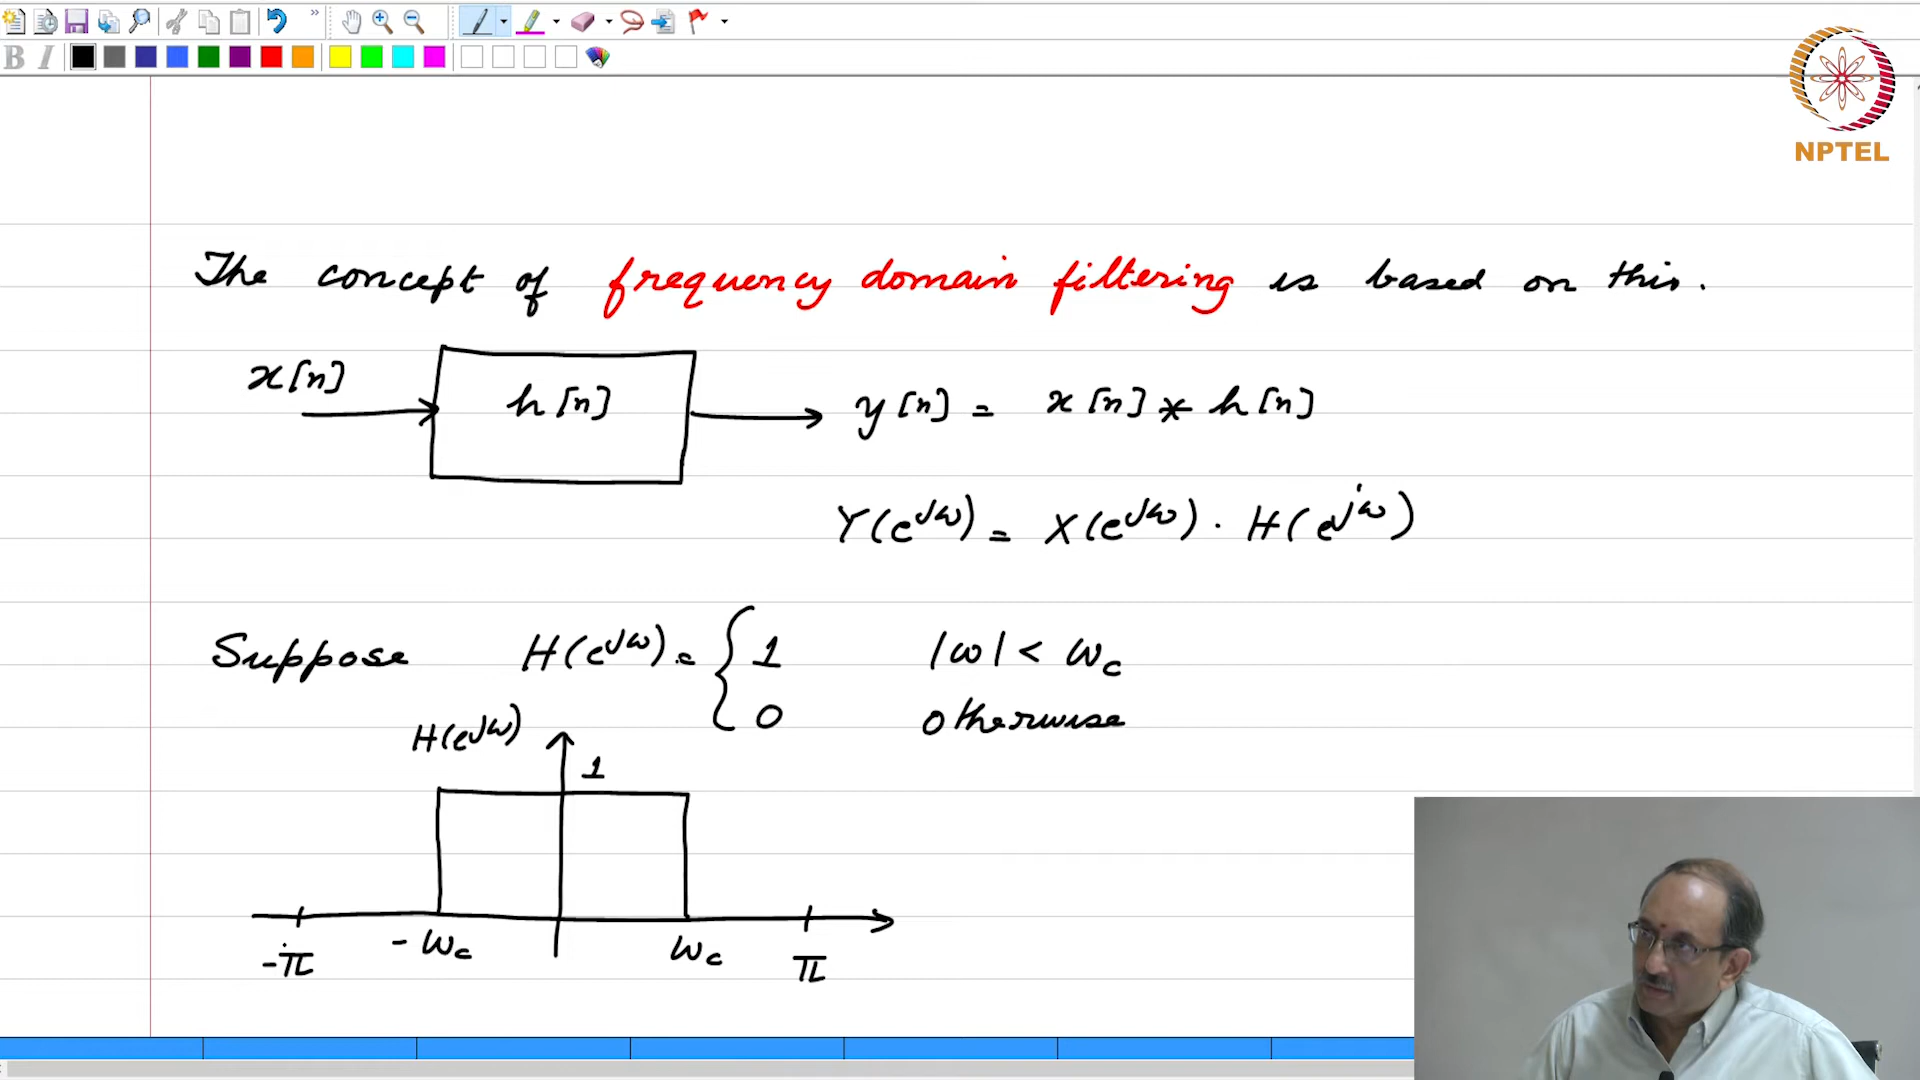 NPTEL
The concept of frequency domain filtering is based on this.
x[n] h[n] y[n] = x[n] * h[n]
Y(e^jω) = X(e^jω) · H(e^jω)
Suppose H(e^jω) = { 1 |ω| < ω_c
0 otherwise
H(e^jω)
1
-π -ω_c ω_c π